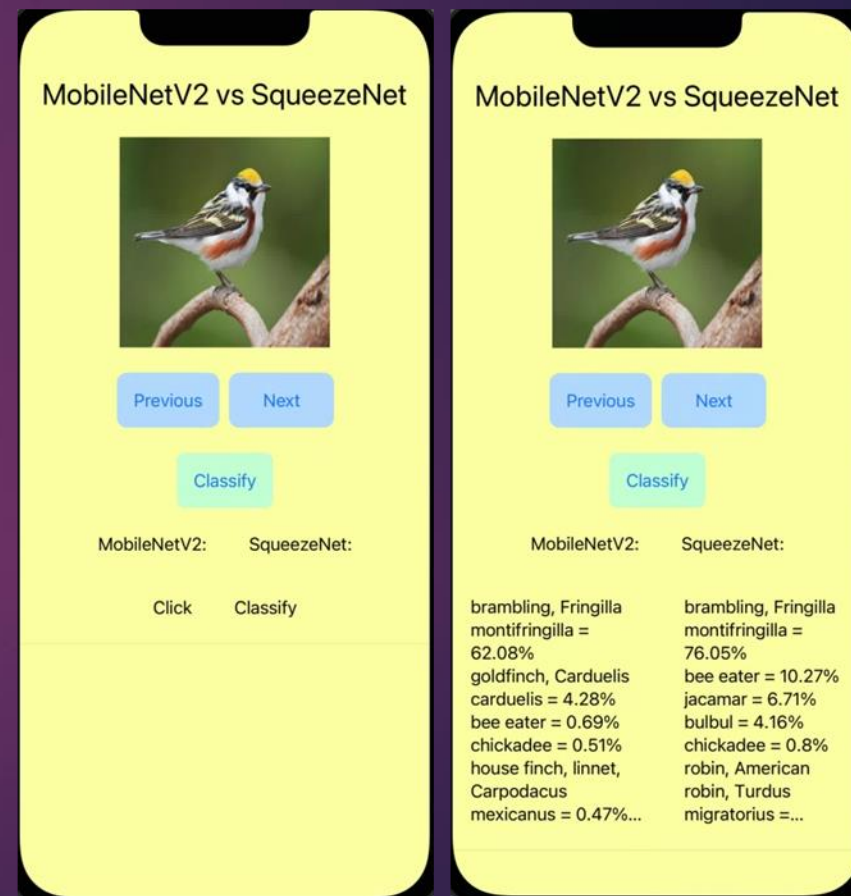 MobileNetV2 vs SqueezeNet
Previous Next
Classify
MobileNetV2: SqueezeNet:
Click Classify
MobileNetV2 vs SqueezeNet
Previous Next
Classify
MobileNetV2: SqueezeNet:
brambling, Fringilla
montifringilla =
62.08%
goldfinch, Carduelis
carduelis = 4.28%
bee eater = 0.69%
chickadee = 0.51%
house finch, linnet,
Carpodacus
mexicanus = 0.47%...
brambling, Fringilla
montifringilla =
76.05%
bee eater = 10.27%
jacamar = 6.71%
bulbul = 4.16%
chickadee = 0.8%
robin, American
robin, Turdus
migratorius =...